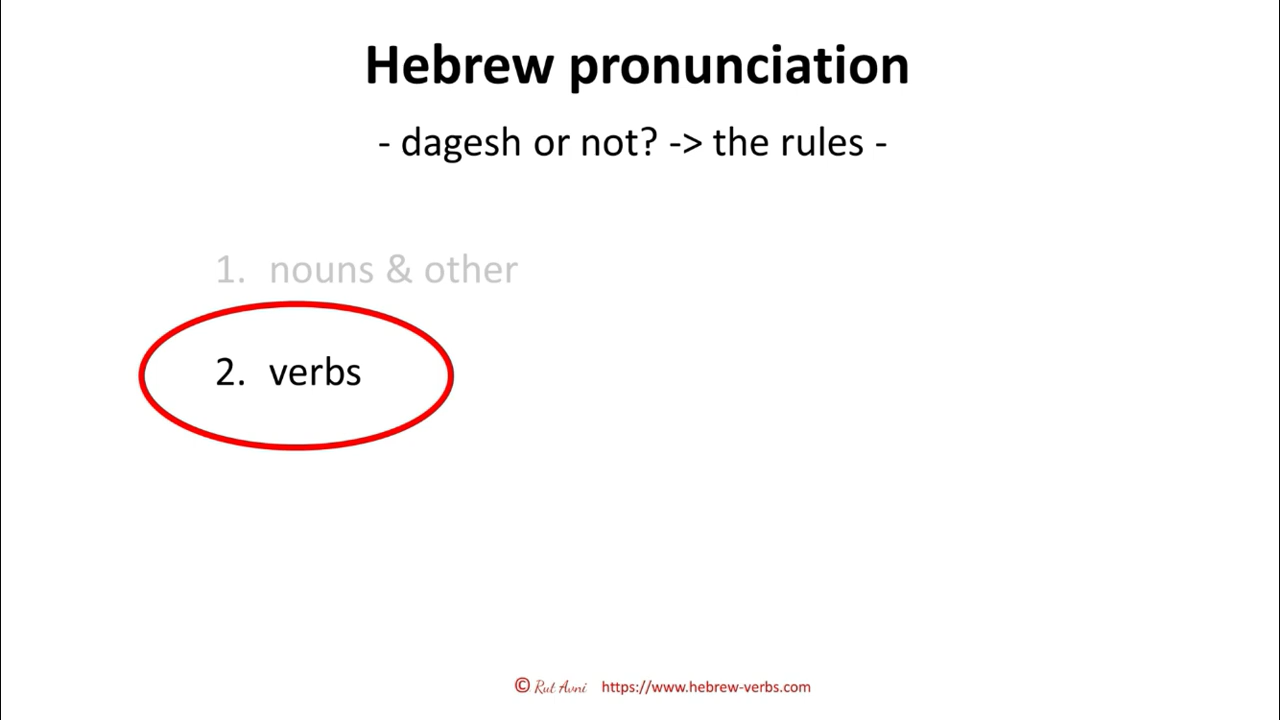 Hebrew pronunciation
- dagesh or not? -> the rules -
1. nouns & other
2. verbs
© Rut Avni https://www.hebrew-verbs.com